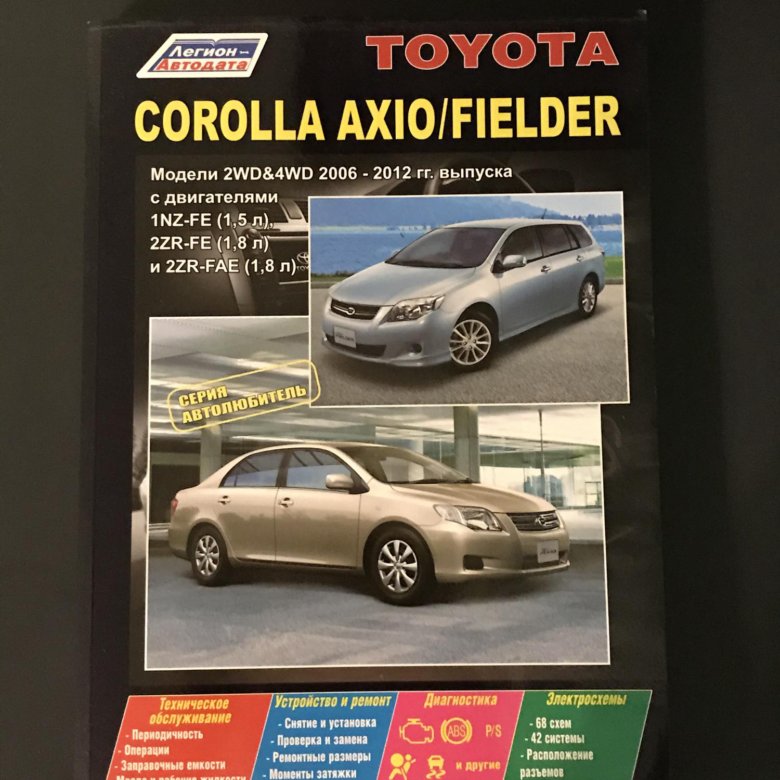 Легион-
Автодата
TOYOTA
COROLLA AXIO/FIELDER
Модели 2WD&4WD 2006 - 2012 гг. выпуска
с двигателями
1NZ-FE (1,5 л),
2ZR-FE (1,8 л)
и 2ZR-FAE (1,8 л)
СЕРИЯ
АВТОЛЮБИТЕЛЬ
Техническое
обслуживание
- Периодичность
- Операции
- Заправочные емкости
Устройство и ремонт
- Снятие и установка
- Проверка и замена
- Ремонтные размеры
- Моменты затяжки
Диагностика
ABS P/S
и другие
Электросхемы
- 68 схем
- 42 системы
- Расположение
разъемов